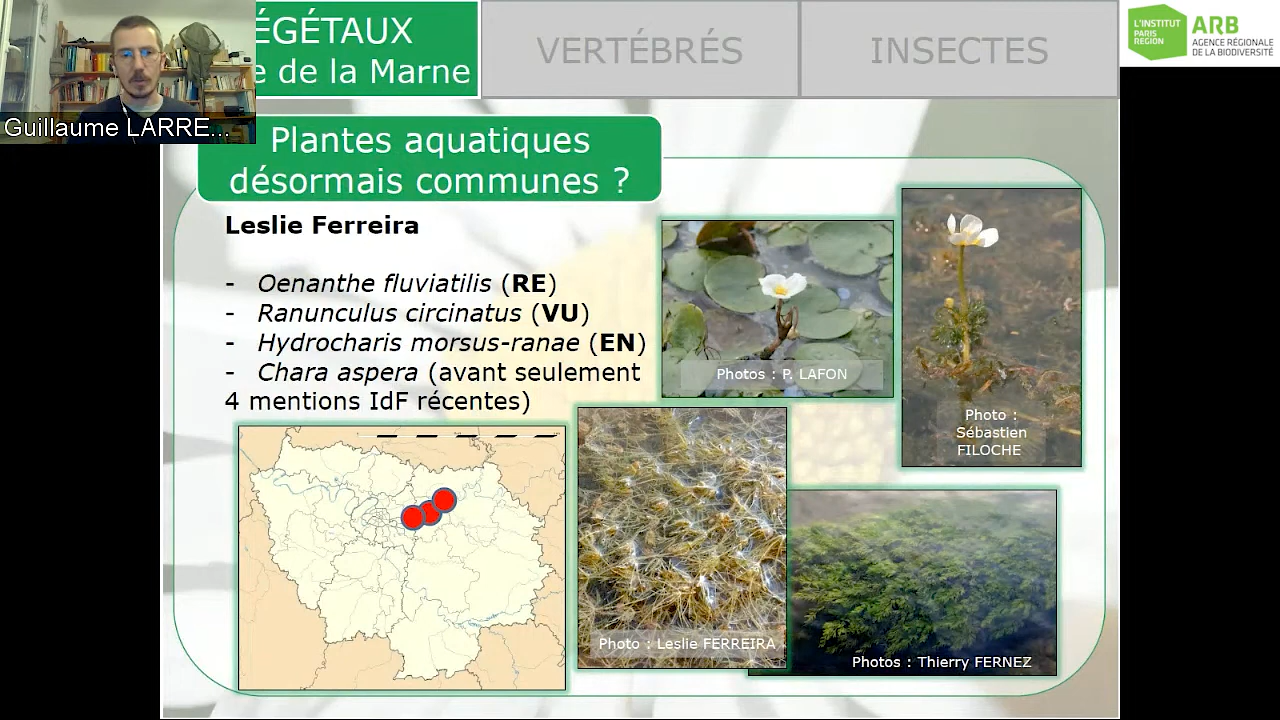 ÉGÉTAUX
e de la Marne
VERTÉBRÉS
INSECTES
L'INSTITUT
PARIS
REGION
ARB
AGENCE RÉGIONALE
DE LA BIODIVERSITÉ
Guillaume LARRE...
Plantes aquatiques
désormais communes ?
Leslie Ferreira
- Oenanthe fluviatilis (RE)
- Ranunculus circinatus (VU)
- Hydrocharis morsus-ranae (EN)
- Chara aspera (avant seulement
4 mentions IdF récentes)
Photos : P. LAFON
Photo :
Sébastien
FILOCHE
Photo : Leslie FERREIRA
Photos : Thierry FERNEZ